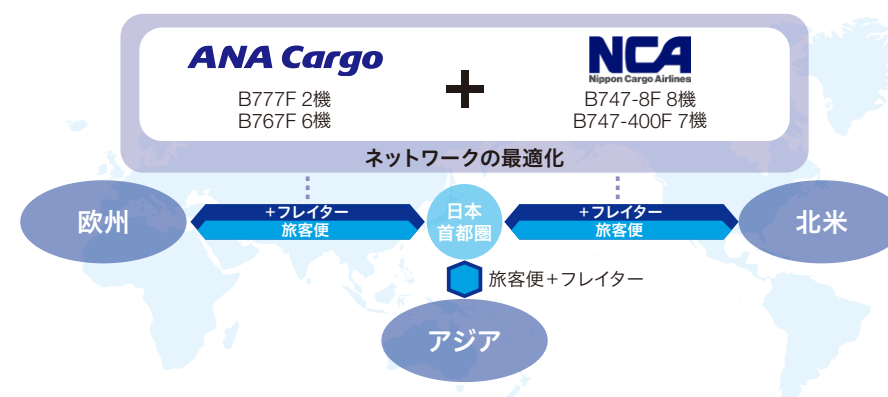 ANA Cargo
B777F 2機
B767F 6機
+
NCA
Nippon Cargo Airlines
B747-8F 8機
B747-400F 7機
ネットワークの最適化
欧州
+フレイター
旅客便
日本
首都圏
+フレイター
旅客便
北米
旅客便+フレイター
アジア